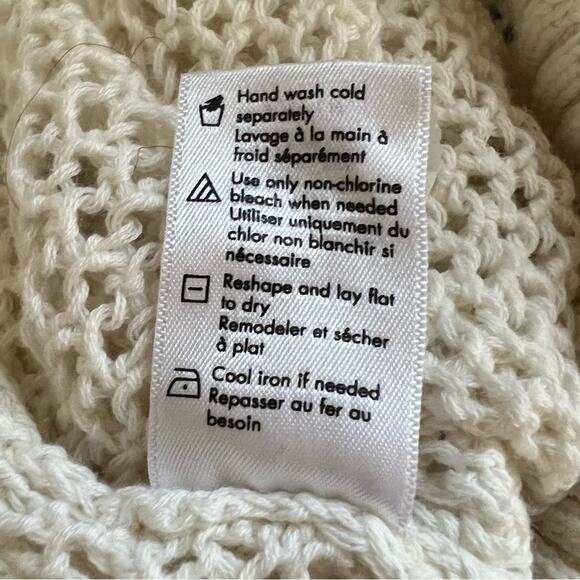 Hand wash cold
separately
Lavage à la main à
froid séparément
Use only non-chlorine
bleach when needed
Utiliser uniquement du
chlor non blanchir si
nécessaire
Reshape and lay flat
to dry
Remodeler et sécher
à plat
Cool iron if needed
Repasser au fer au
besoin